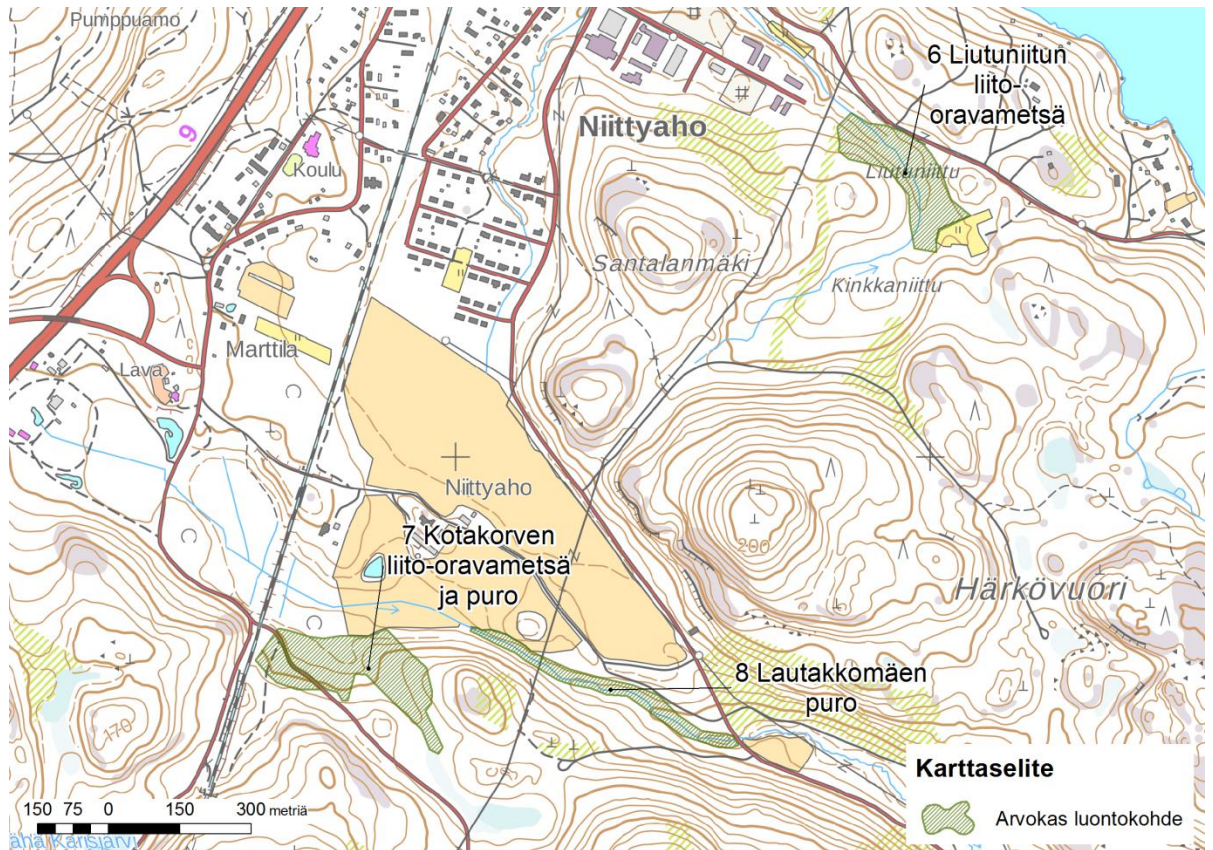 Pumppuamo
9
Koulu
Niittyaho
6 Liutuniitun
liito-
oravametsä
Liutuniittu
Santalanmäki
Kinkkaniittu
Marttila
Lava
Niittyaho
7 Kotakorven
liito-oravametsä
ja puro
200
Härkövuori
8 Lautakkomäen
puro
170
Karttaselite
Arvokas luontokohde
150 75 0 150 300 metriä